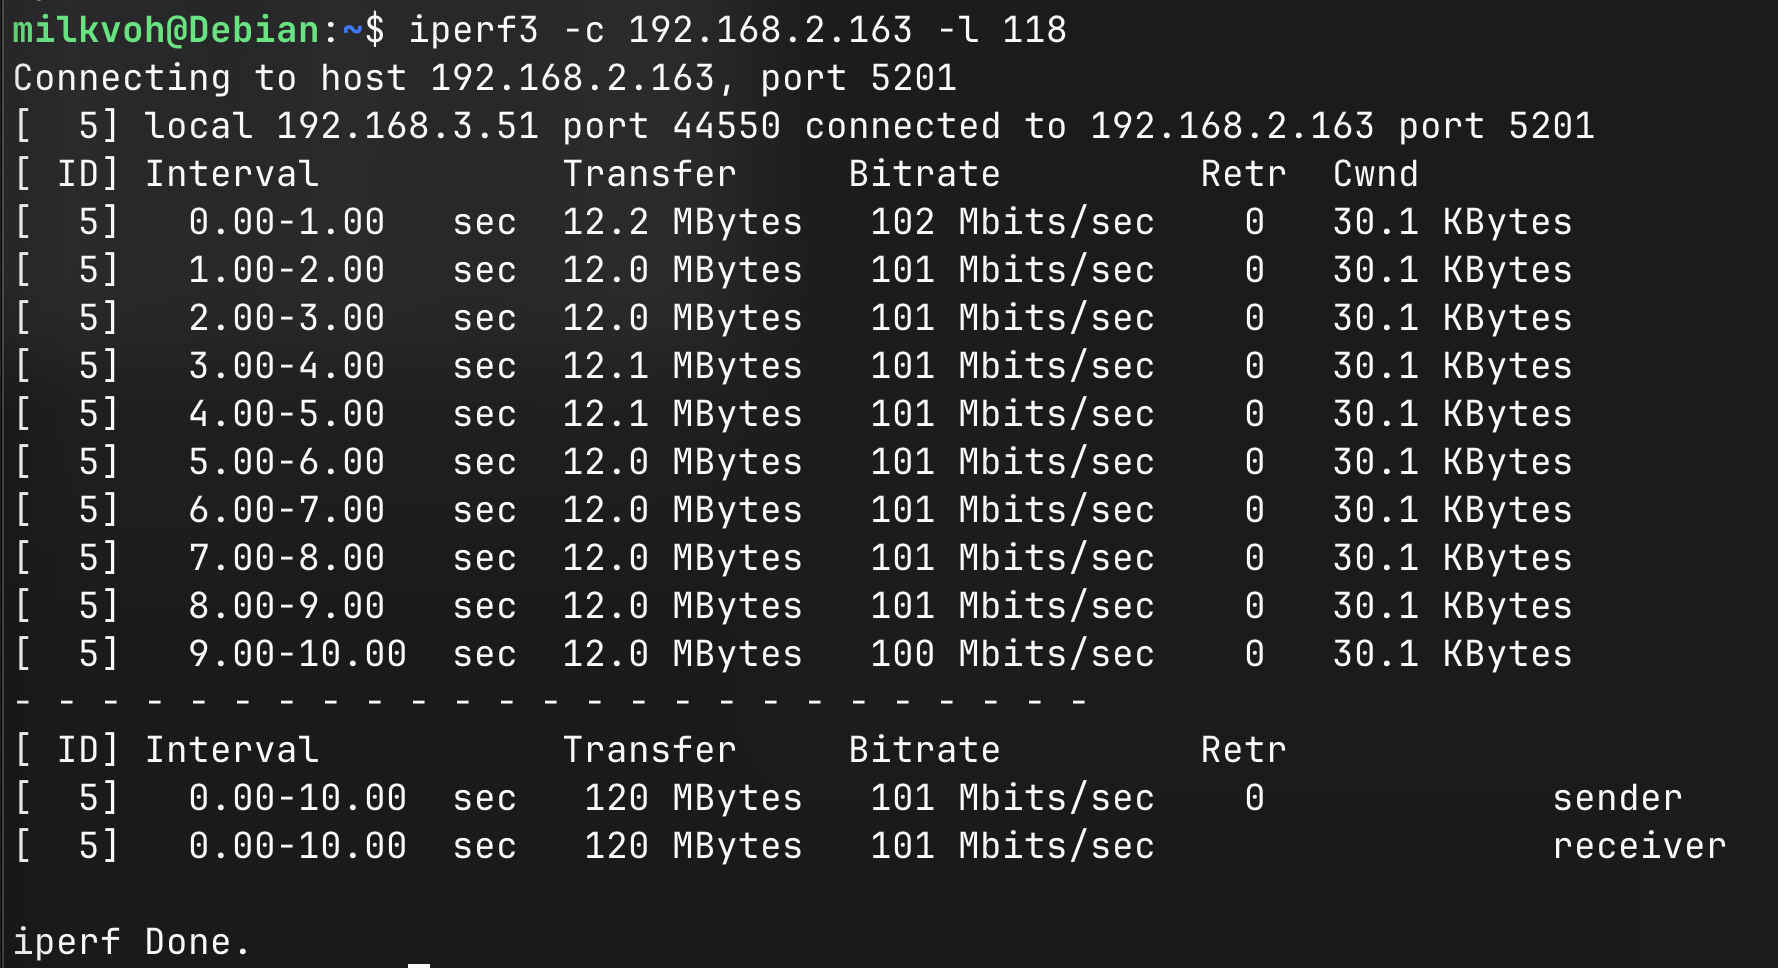 milkvoh@Debian:~$ iperf3 -c 192.168.2.163 -l 118
Connecting to host 192.168.2.163, port 5201
[  5] local 192.168.3.51 port 44550 connected to 192.168.2.163 port 5201
[ ID] Interval           Transfer     Bitrate         Retr  Cwnd
[  5]   0.00-1.00   sec  12.2 MBytes   102 Mbits/sec    0   30.1 KBytes
[  5]   1.00-2.00   sec  12.0 MBytes   101 Mbits/sec    0   30.1 KBytes
[  5]   2.00-3.00   sec  12.0 MBytes   101 Mbits/sec    0   30.1 KBytes
[  5]   3.00-4.00   sec  12.1 MBytes   101 Mbits/sec    0   30.1 KBytes
[  5]   4.00-5.00   sec  12.1 MBytes   101 Mbits/sec    0   30.1 KBytes
[  5]   5.00-6.00   sec  12.0 MBytes   101 Mbits/sec    0   30.1 KBytes
[  5]   6.00-7.00   sec  12.0 MBytes   101 Mbits/sec    0   30.1 KBytes
[  5]   7.00-8.00   sec  12.0 MBytes   101 Mbits/sec    0   30.1 KBytes
[  5]   8.00-9.00   sec  12.0 MBytes   101 Mbits/sec    0   30.1 KBytes
[  5]   9.00-10.00  sec  12.0 MBytes   100 Mbits/sec    0   30.1 KBytes
- - - - - - - - - - - - - - - - - - - - - - - - -
[ ID] Interval           Transfer     Bitrate         Retr
[  5]   0.00-10.00  sec   120 MBytes   101 Mbits/sec    0             sender
[  5]   0.00-10.00  sec   120 MBytes   101 Mbits/sec                  receiver
iperf Done.